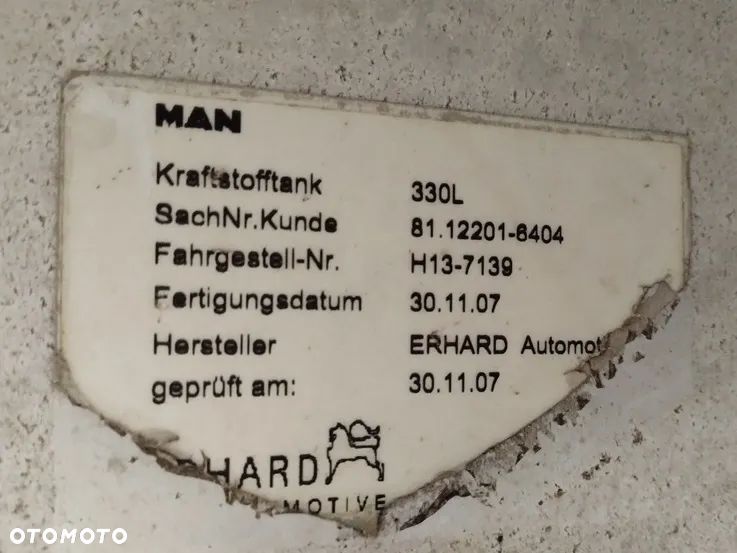 MAN
Kraftstofftank 330L
SachNr.Kunde 81.12201-6404
Fahrgestell-Nr. H13-7139
Fertigungsdatum 30.11.07
Hersteller ERHARD Automot
geprüft am: 30.11.07
RHARD
MOTIVE
OTOMOTO